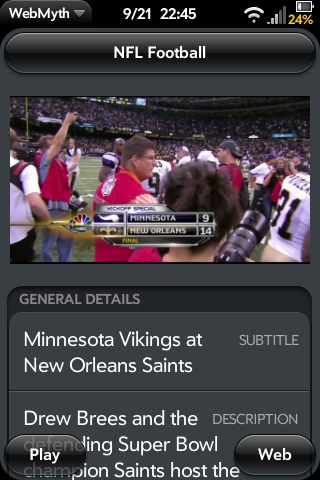 WebMyth
9/21 22:45
24%
NFL Football
KICKOFF SPECIAL
MINNESOTA 9
NEW ORLEANS 14
FINAL
31
GENERAL DETAILS
Minnesota Vikings at
New Orleans Saints
SUBTITLE
Drew Brees and the
DESCRIPTION
defending Super Bowl
champion Saints host the
Play
Web